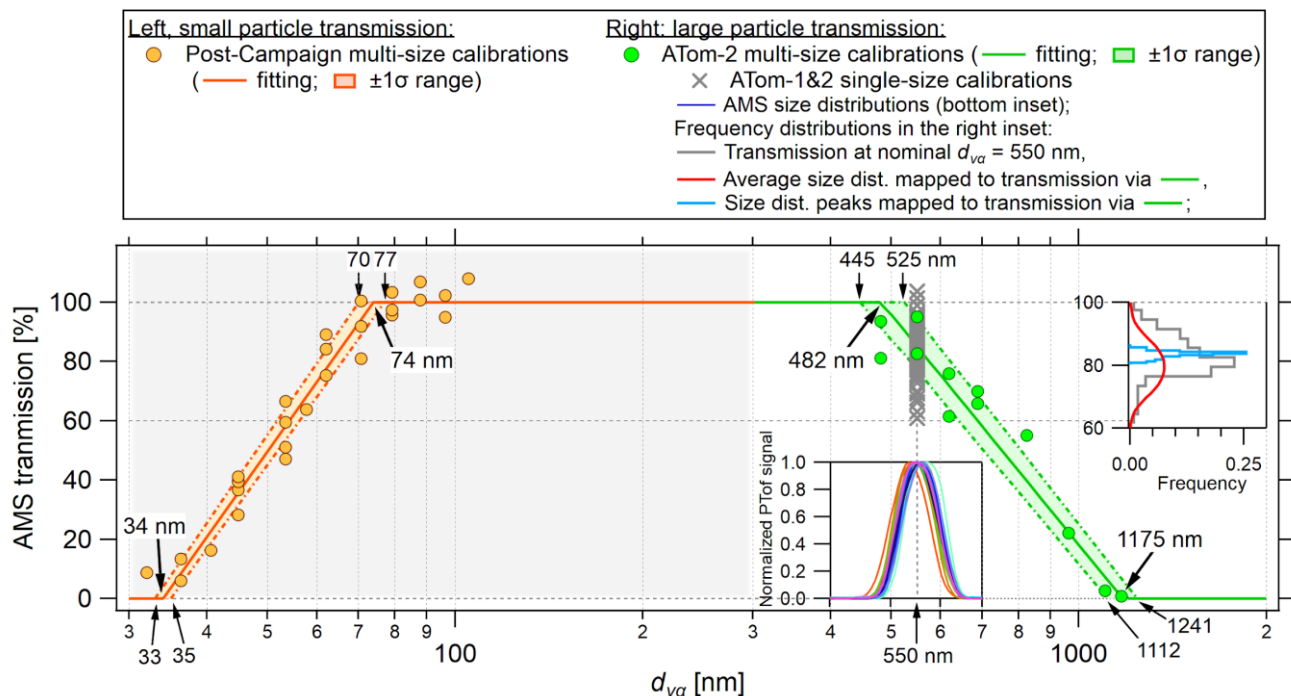 Left, small particle transmission:
Post-Campaign multi-size calibrations
( fitting; ±1σ range)
Right: large particle transmission:
ATom-2 multi-size calibrations ( fitting; ±1σ range)
ATom-1&2 single-size calibrations
AMS size distributions (bottom inset);
Frequency distributions in the right inset:
Transmission at nominal dva = 550 nm,
Average size dist. mapped to transmission via ,
Size dist. peaks mapped to transmission via ;
AMS tranmission [%]
100
80
60
40
20
0
70 77
74 nm
34 nm
33
35
445 525 nm
482 nm
1175 nm
1241
1112
550 nm
Normalized PTof signal
1.0
0.8
0.6
0.4
0.2
0.0
100
80
60
0.00 0.25
Frequency
3 4 5 6 7 8 9 100 2 3 4 5 6 7 8 9 1000 2
dva [nm]